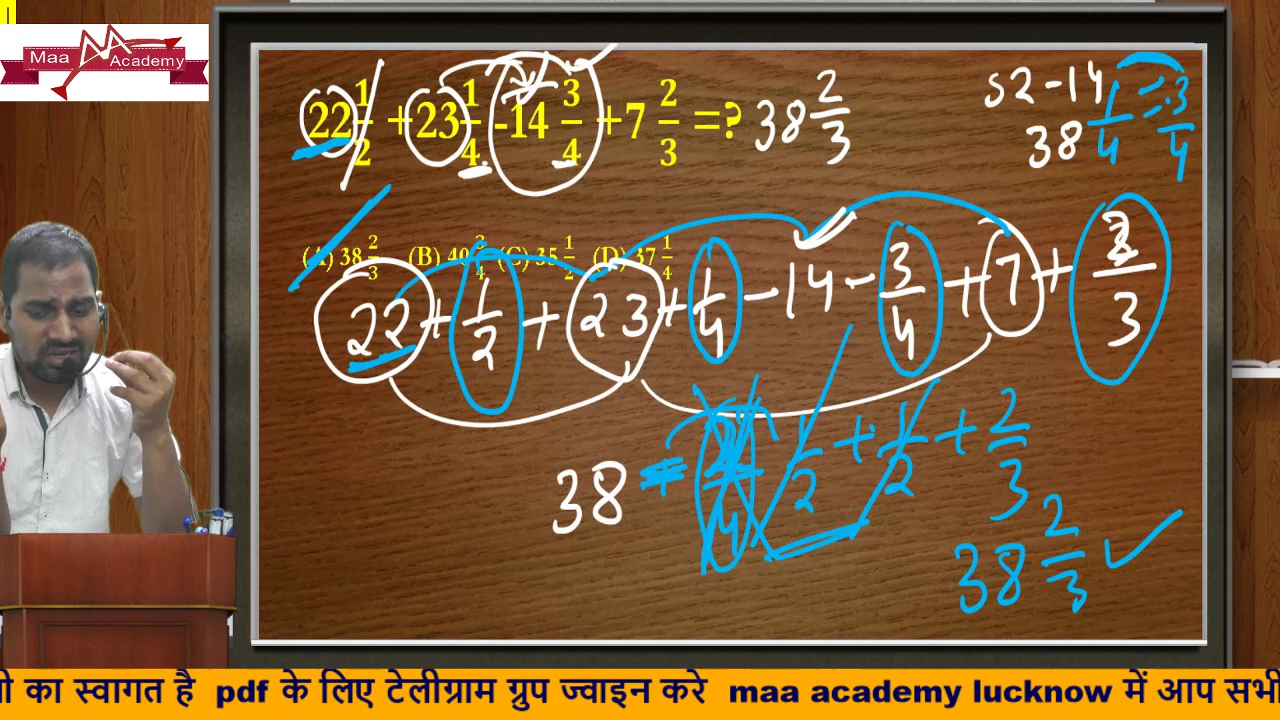 Maa Academy
22 1/2 + 23 1/4 -14 3/4 +7 2/3 =? 38 2/3
52-14
38 1/4 = 3/4
(A) 38 2/3 (B) 40 3/4 (C) 35 1/2 (D) 37 1/4
22 + 1/2 + 23 + 1/4 - 14 - 3/4 + 7 + 2/3
38 1/2 + 1/2 + 2/3
38 2/3
का स्वागत है pdf के लिए टेलीग्राम ग्रुप ज्वाइन करे maa academy lucknow में आप सभी